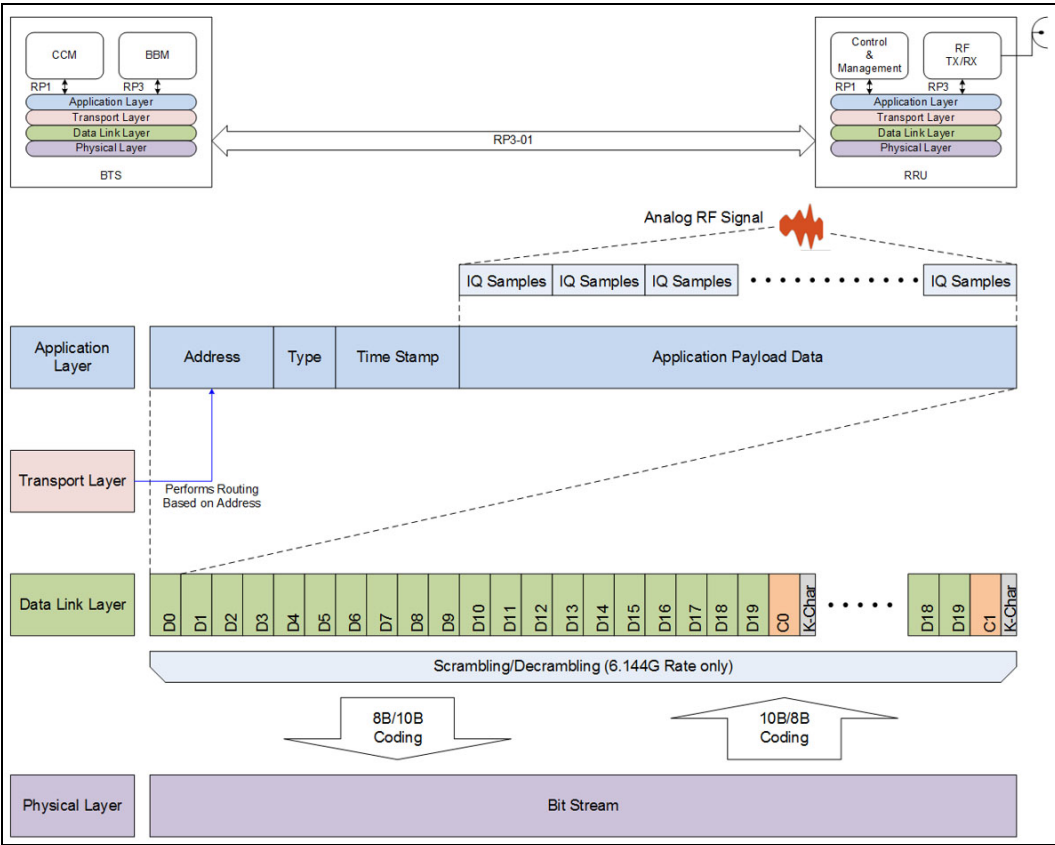 CCM
BBM
RP1
RP3
Application Layer
Transport Layer
Data Link Layer
Physical Layer
BTS
RP3-01
Control
&
Management
RF
TX/RX
RP1
RP3
Application Layer
Transport Layer
Data Link Layer
Physical Layer
RRU
Analog RF Signal
IQ Samples
IQ Samples
IQ Samples
IQ Samples
Application
Layer
Address
Type
Time Stamp
Application Payload Data
Transport Layer
Performs Routing
Based on Address
Data Link Layer
D0
D1
D2
D3
D4
D5
D6
D7
D8
D9
D10
D11
D12
D13
D14
D15
D16
D17
D18
D19
C0
K-Char
D18
D19
C1
K-Char
Scrambling/Decrambling (6.144G Rate only)
8B/10B
Coding
10B/8B
Coding
Physical Layer
Bit Stream